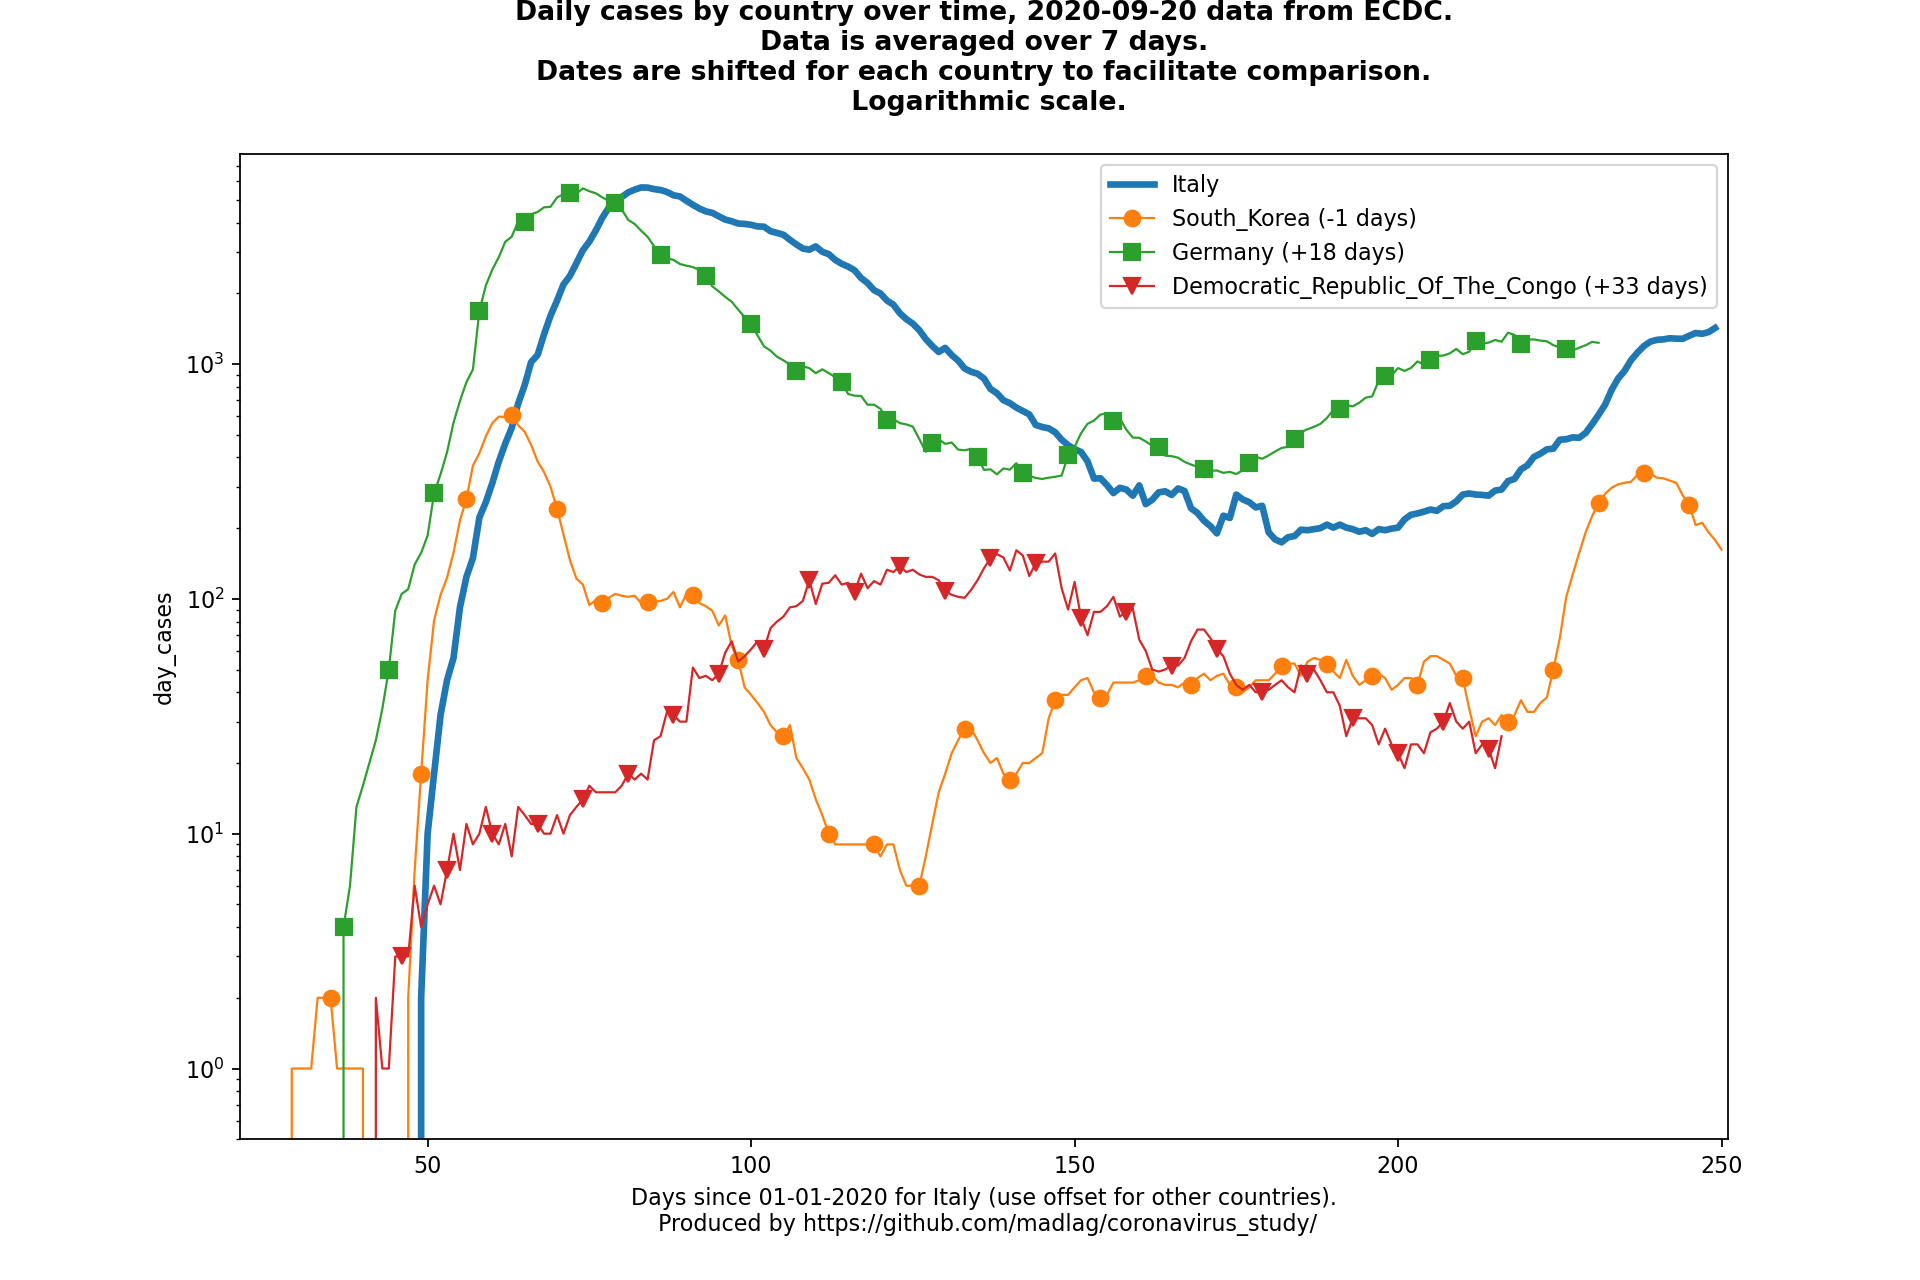 Daily cases by country over time, 2020-09-20 data from ECDC.
Data is averaged over 7 days.
Dates are shifted for each country to facilitate comparison.
Logarithmic scale.
Italy
South_Korea (-1 days)
Germany (+18 days)
Democratic_Republic_Of_The_Congo (+33 days)
day_cases
10³
10²
10¹
10⁰
50 100 150 200 250
Days since 01-01-2020 for Italy (use offset for other countries).
Produced by https://github.com/madlag/coronavirus_study/